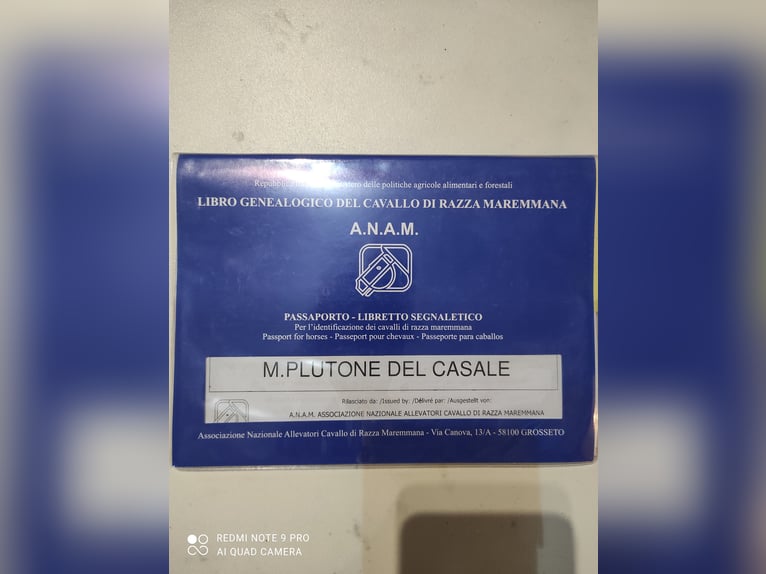 Repubblica delle politiche agricole alimentari e forestali
LIBRO GENEALOGICO DEL CAVALLO DI RAZZA MAREMMANA
A.N.A.M.
PASSAPORTO - LIBRETTO SEGNALETICO
Per l'identificazione dei cavalli di razza maremmana
Passport for horses - Passeport pour chevaux - Passeporte para caballos
M.PLUTONE DEL CASALE
Rilasciato da: /Issued by: /Délivré par: /Ausgestellt von:
A.N.A.M. ASSOCIAZIONE NAZIONALE ALLEVATORI CAVALLO DI RAZZA MAREMMANA
Associazione Nazionale Allevatori Cavallo di Razza Maremmana - Via Canova, 13/A - 58100 GROSSETO
REDMI NOTE 9 PRO
AI QUAD CAMERA